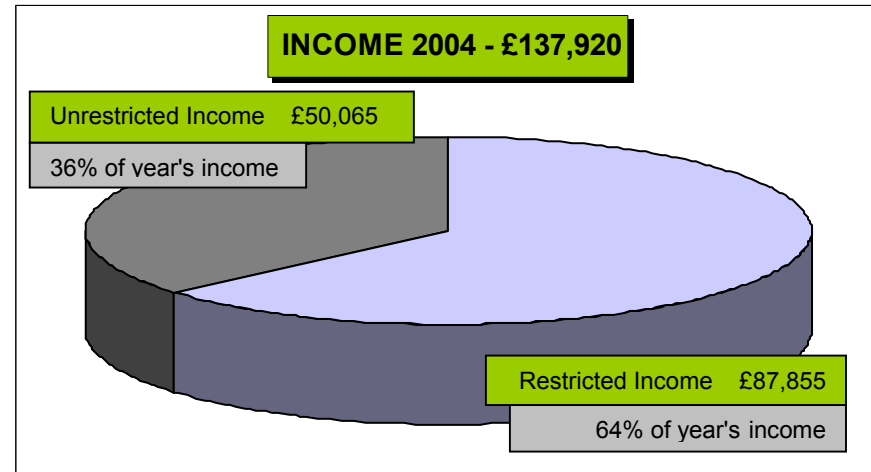 INCOME 2004 - £137,920
Unrestricted Income £50,065
36% of year's income
Restricted Income £87,855
64% of year's income